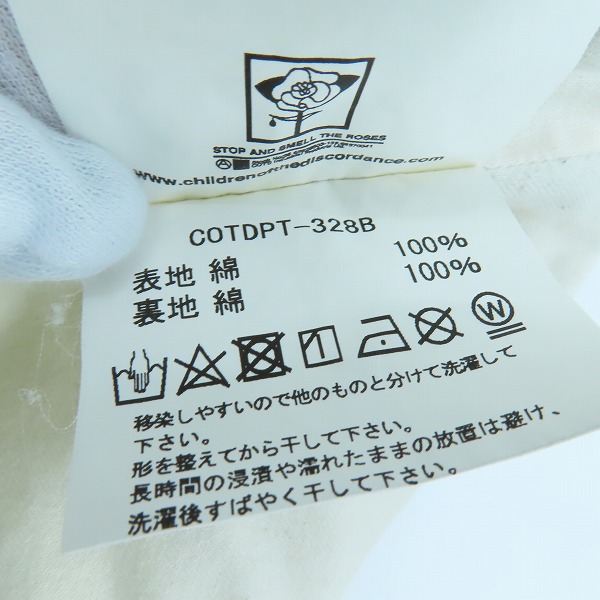 STOP AND SMELL THE ROSES
www.childrenofthediscordance.com
COTDPT-328B
表地 綿 100%
裏地 綿 100%
W
移染しやすいので他のものと分けて洗濯して
下さい。
形を整えてから干して下さい。
長時間の浸漬や濡れたままの放置は避け、
洗濯後すばやく干して下さい。